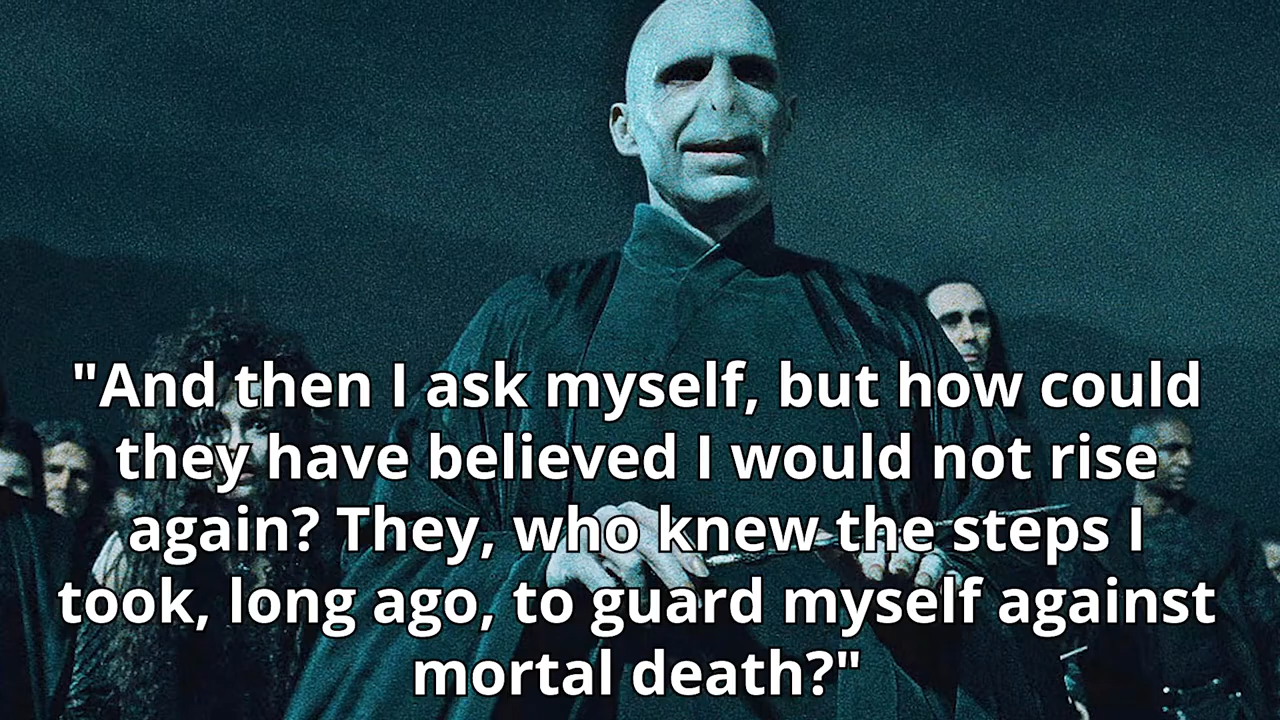 "And then I ask myself, but how could
they have believed I would not rise
again? They, who knew the steps I
took, long ago, to guard myself against
mortal death?"